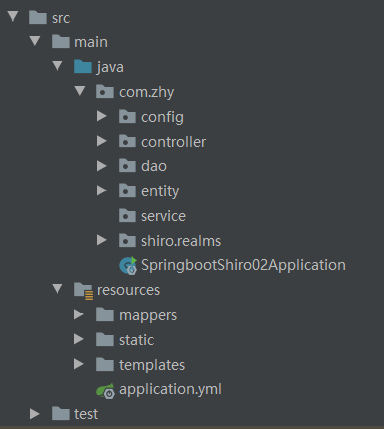 src
main
java
com.zhy
config
controller
dao
entity
service
shiro.realms
SpringbootShiro02Application
resources
mappers
static
templates
application.yml
test